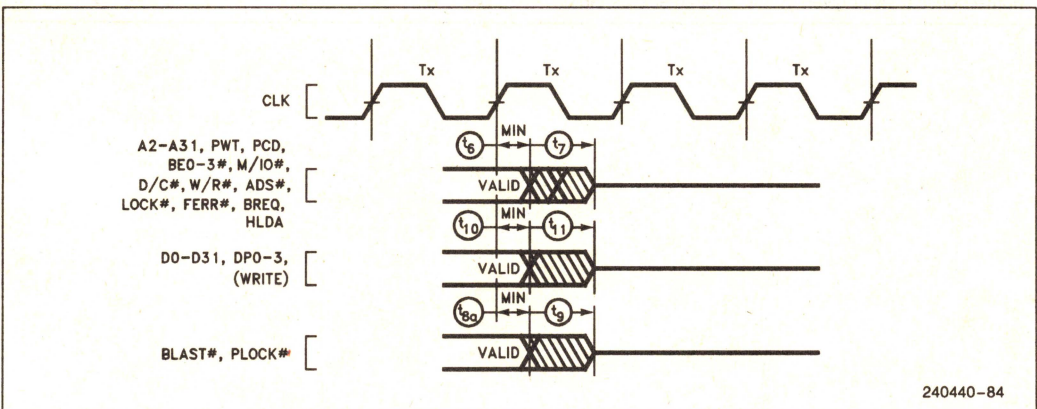 Tx Tx Tx Tx
CLK
A2-A31, PWT, PCD,
BE0-3#, M/IO#,
D/C#, W/R#, ADS#,
LOCK#, FERR#, BREQ,
HLDA
t6 MIN t7
VALID
t10 MIN t11
D0-D31, DP0-3,
(WRITE)
VALID
t8a MIN t9
BLAST#, PLOCK#
VALID
240440-84